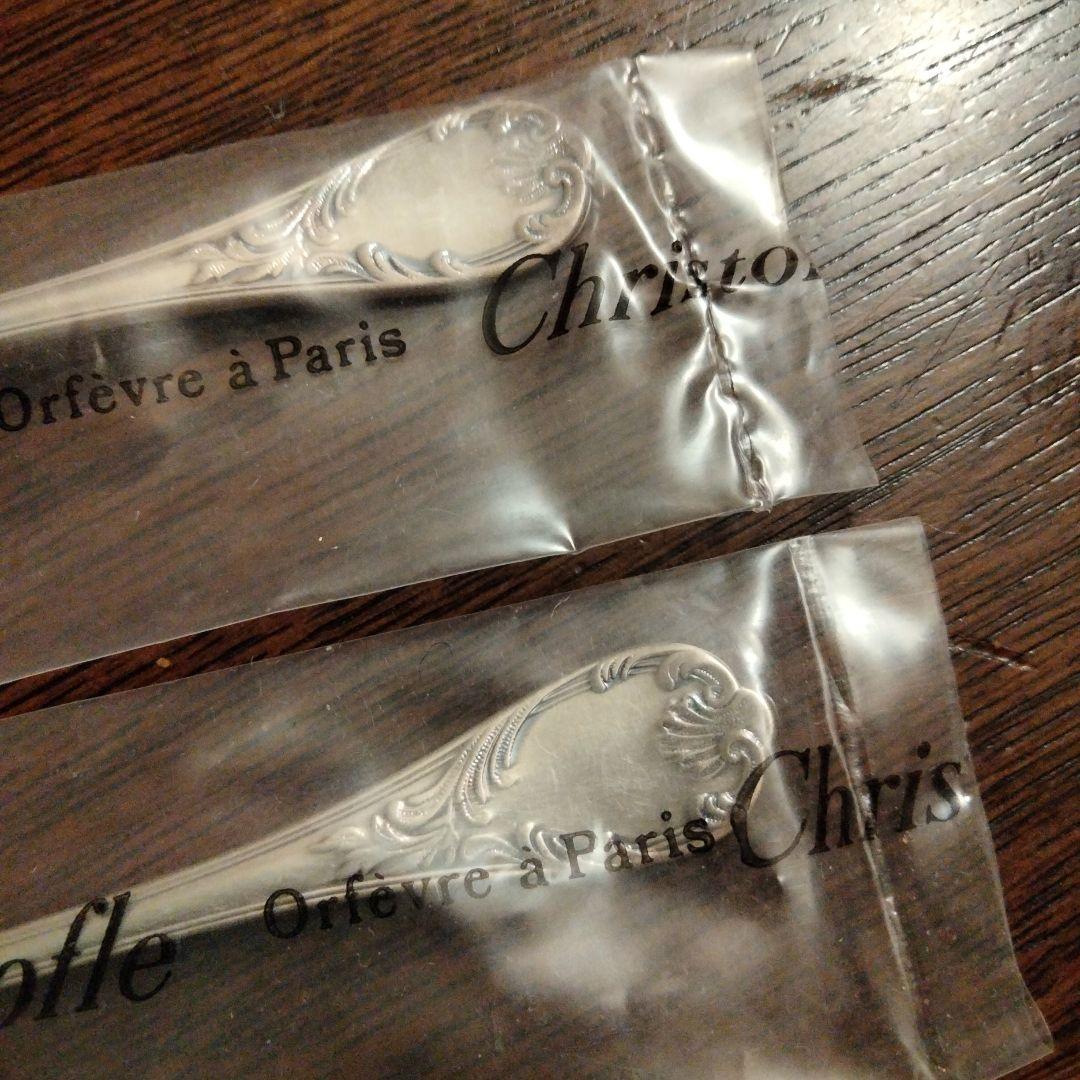 Orfèvre à Paris Christo
ofle Orfèvre à Paris Chris